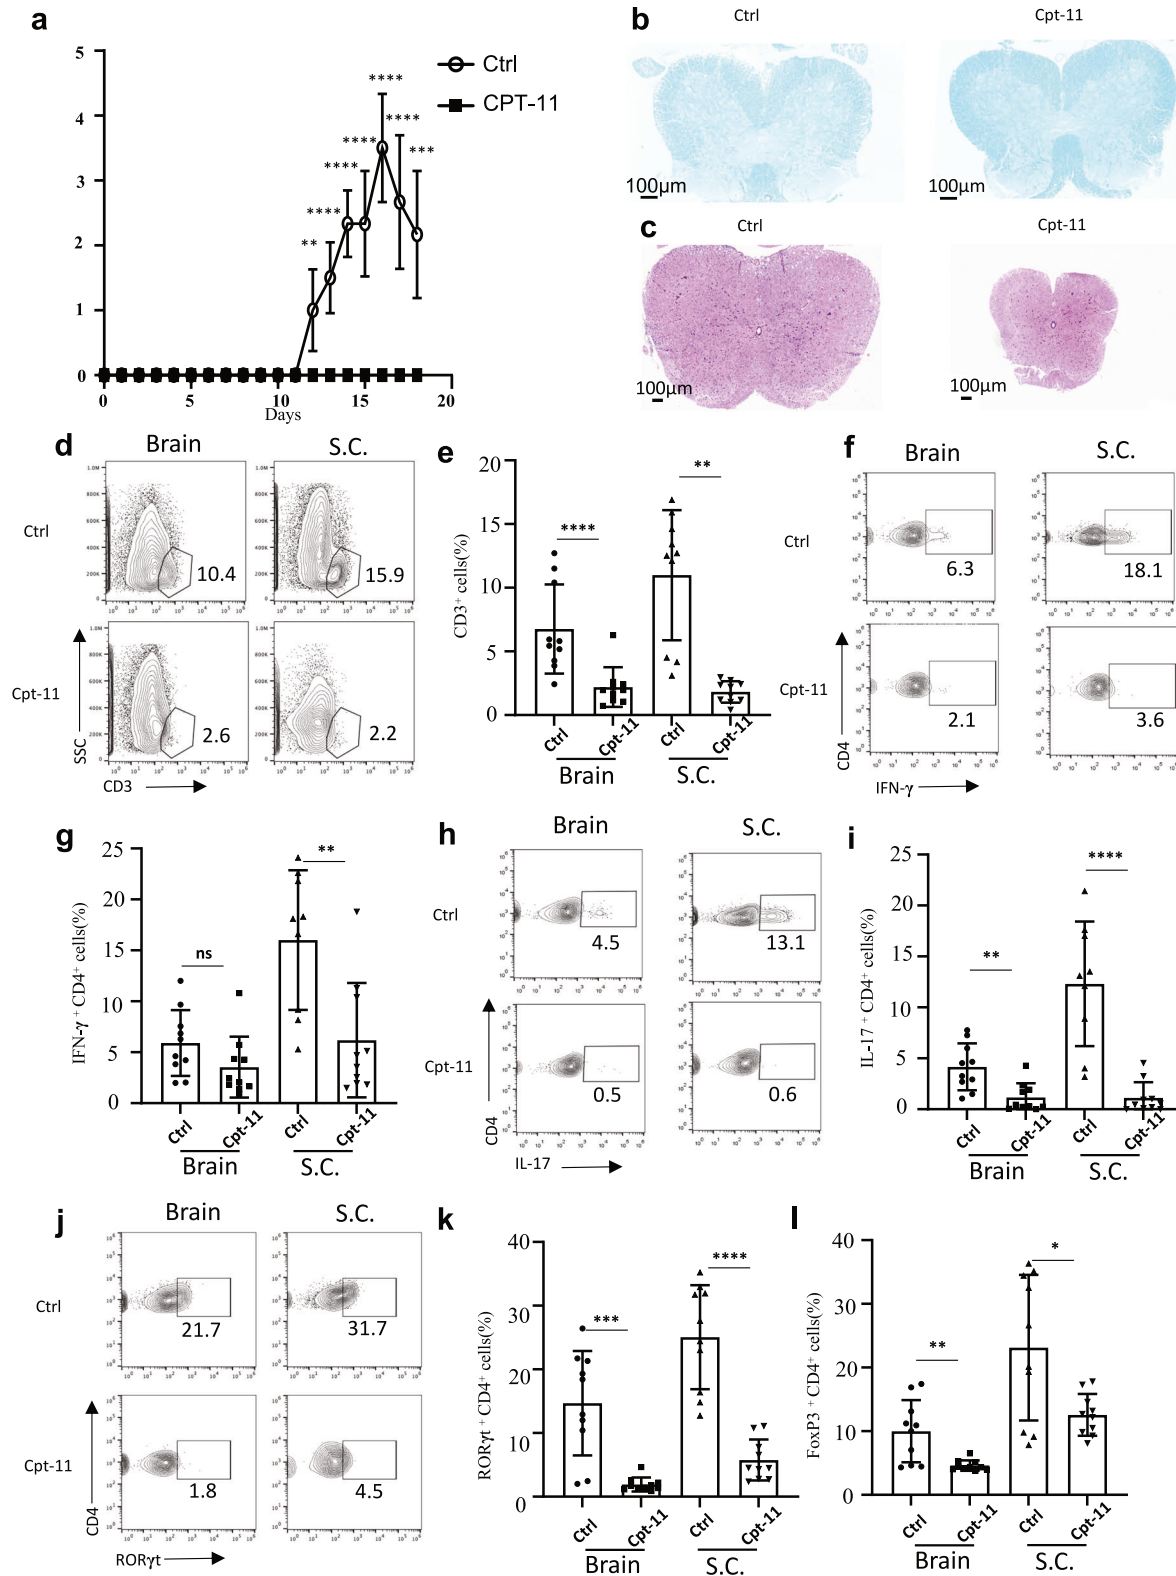 a
5
4
3
2
1
0
0
5
10
15
20
Days
Ctrl
CPT-11
**
****
****
****
****
****
***
b
Ctrl
Cpt-11
100μm
100μm
c
Ctrl
Cpt-11
100μm
100μm
d
Brain
S.C.
Ctrl
10.4
15.9
Cpt-11
2.6
2.2
SSC
CD3
e
CD3+ cells(%)
20
15
10
5
0
****
**
Ctrl
Cpt-11
Ctrl
Cpt-11
Brain
S.C.
f
Brain
S.C.
Ctrl
6.3
18.1
Cpt-11
2.1
3.6
CD4
IFN-γ
g
IFN-γ + CD4+ cells(%)
25
20
15
10
5
0
ns
**
Ctrl
Cpt-11
Ctrl
Cpt-11
Brain
S.C.
h
Brain
S.C.
Ctrl
4.5
13.1
Cpt-11
0.5
0.6
CD4
IL-17
i
IL-17 + CD4+ cells(%)
25
20
15
10
5
0
**
****
Ctrl
Cpt-11
Ctrl
Cpt-11
Brain
S.C.
j
Brain
S.C.
Ctrl
21.7
31.7
Cpt-11
1.8
4.5
CD4
RORγt
k
RORγt + CD4+ cells(%)
40
30
20
10
0
***
****
Ctrl
Cpt-11
Ctrl
Cpt-11
Brain
S.C.
l
FoxP3 + CD4+ cells(%)
40
30
20
10
0
**
*
Ctrl
Cpt-11
Ctrl
Cpt-11
Brain
S.C.